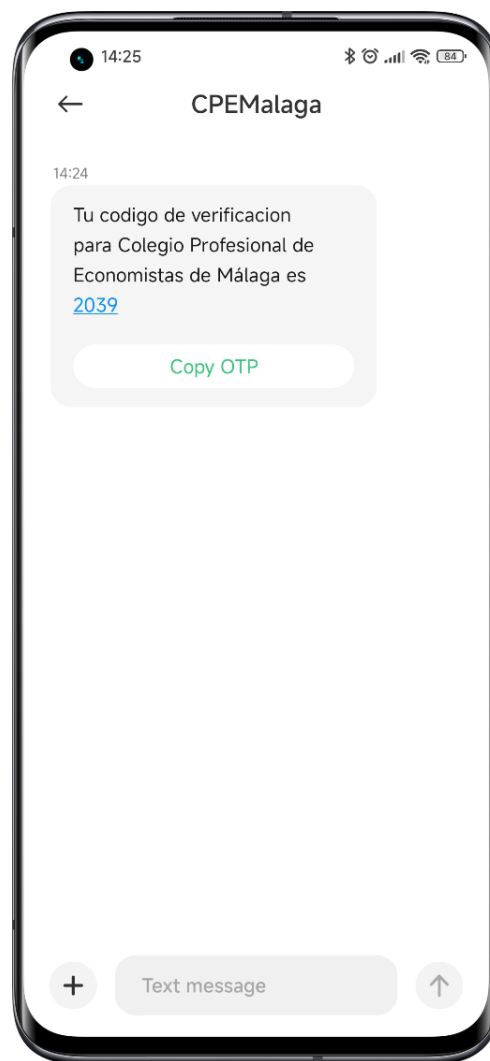 14:25
84
CPEMalaga
14:24
Tu codigo de verificacion
para Colegio Profesional de
Economistas de Málaga es
2039
Copy OTP
Text message